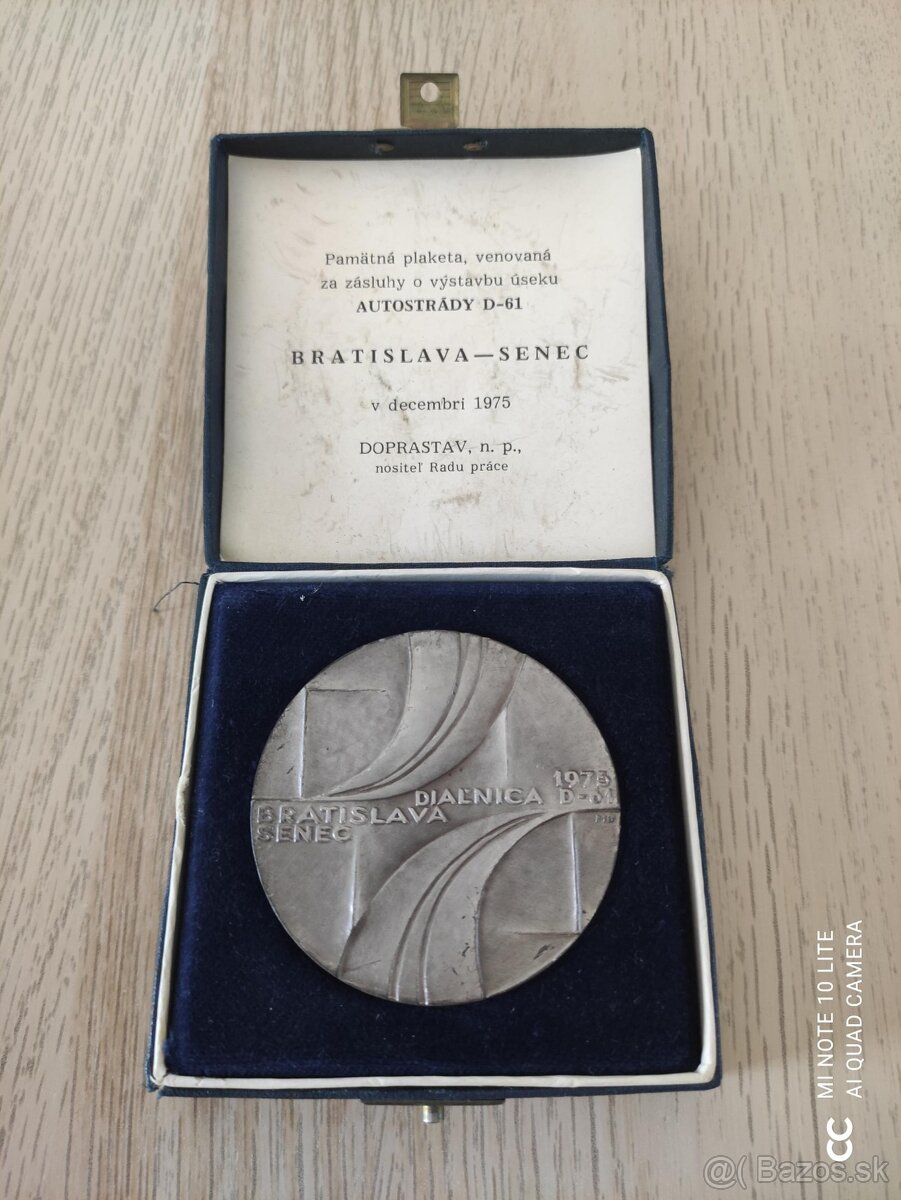 Pamätná plaketa, venovaná
za zásluhy o výstavbu úseku
AUTOSTRÁDY D-61
BRATISLAVA—SENEC
v decembri 1975
DOPRASTAV, n. p.,
nositeľ Radu práce
1975
DIAĽNICA D-61
BRATISLAVA
SENEC
MI NOTE 10 LITE
AI QUAD CAMERA
@( Bazos.sk